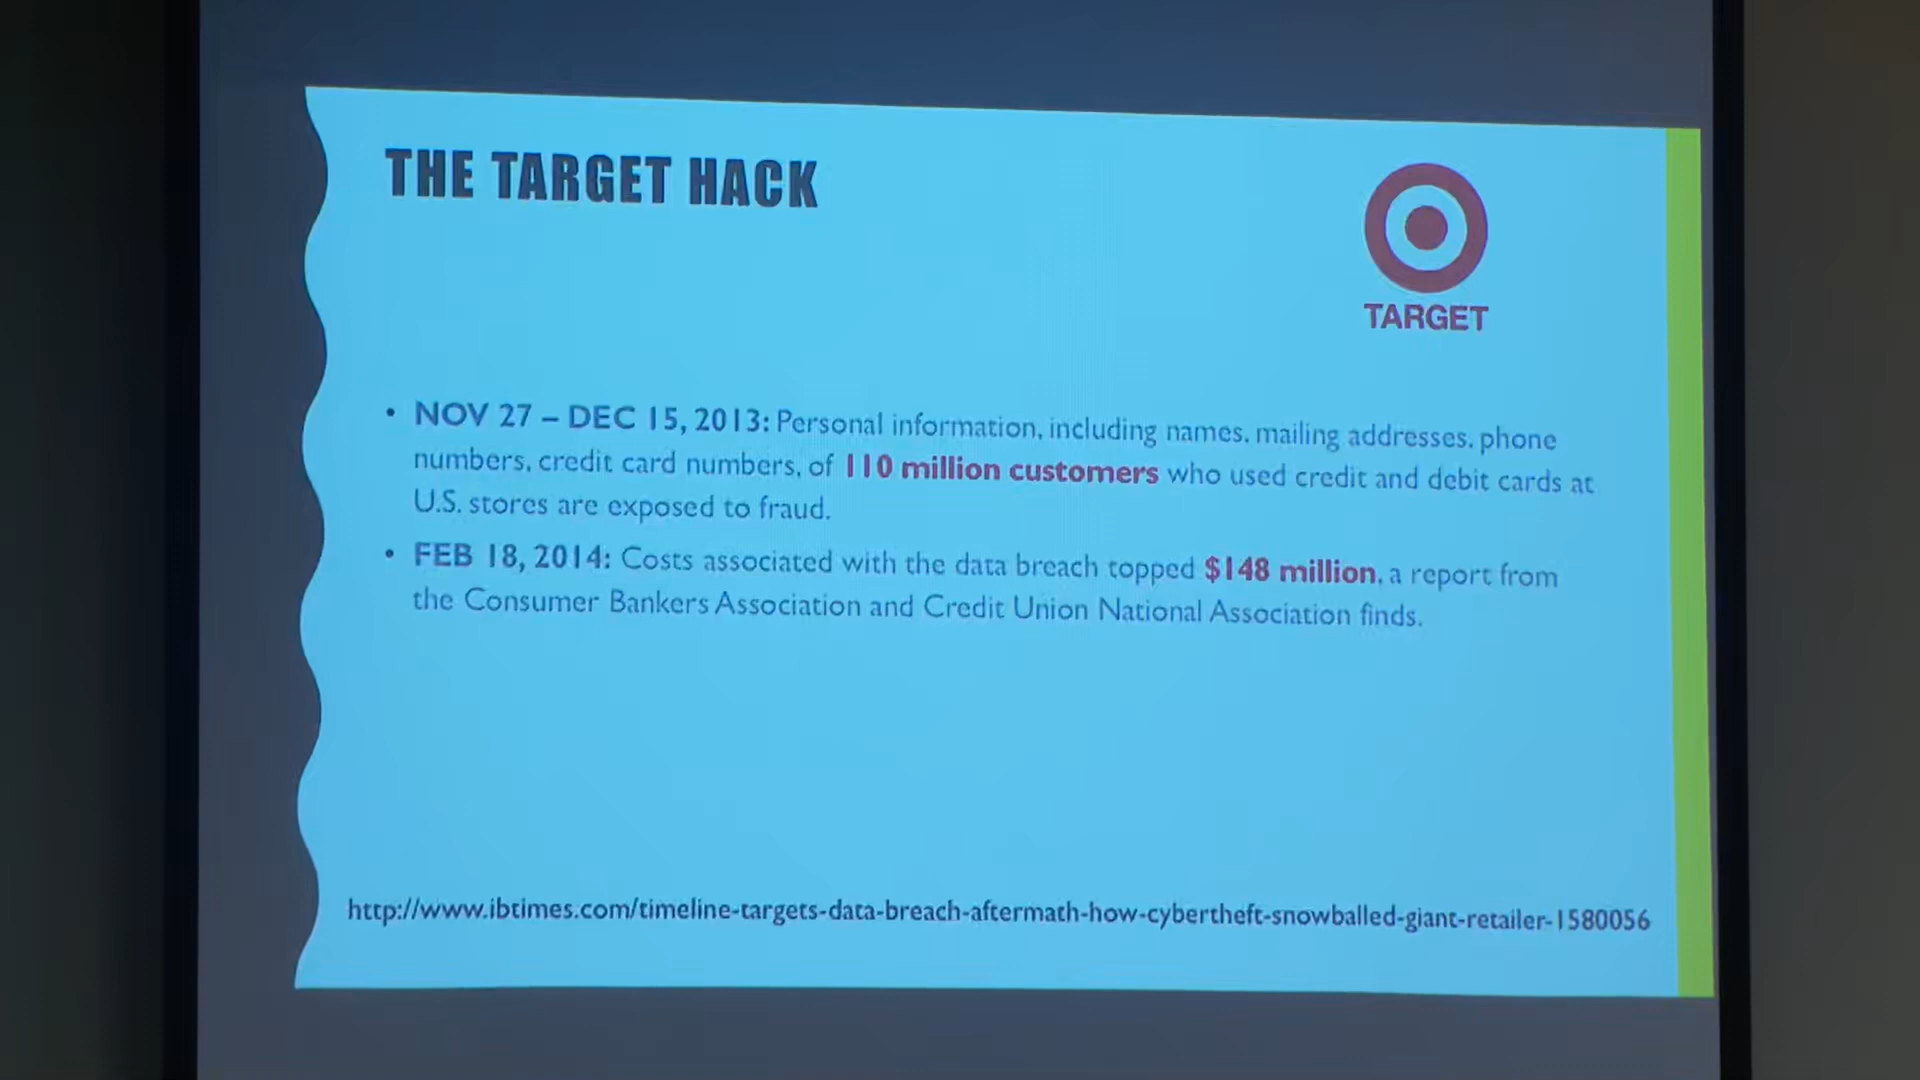 THE TARGET HACK
TARGET
• NOV 27 – DEC 15, 2013: Personal information, including names, mailing addresses, phone
numbers, credit card numbers, of 110 million customers who used credit and debit cards at
U.S. stores are exposed to fraud.
• FEB 18, 2014: Costs associated with the data breach topped $148 million, a report from
the Consumer Bankers Association and Credit Union National Association finds.
http://www.ibtimes.com/timeline-targets-data-breach-aftermath-how-cybertheft-snowballed-giant-retailer-1580056